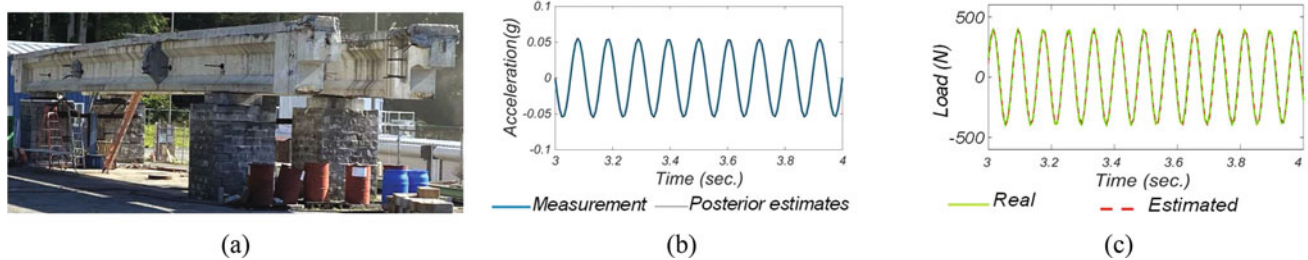 0.1
0.05
0
-0.05
-0.1
Acceleration(g)
3
3.2
3.4
3.6
3.8
4
Time (sec.)
Measurement
Posterior estimates
500
0
-500
Load (N)
3
3.2
3.4
3.6
3.8
4
Time (sec.)
Real
Estimated
(a)
(b)
(c)